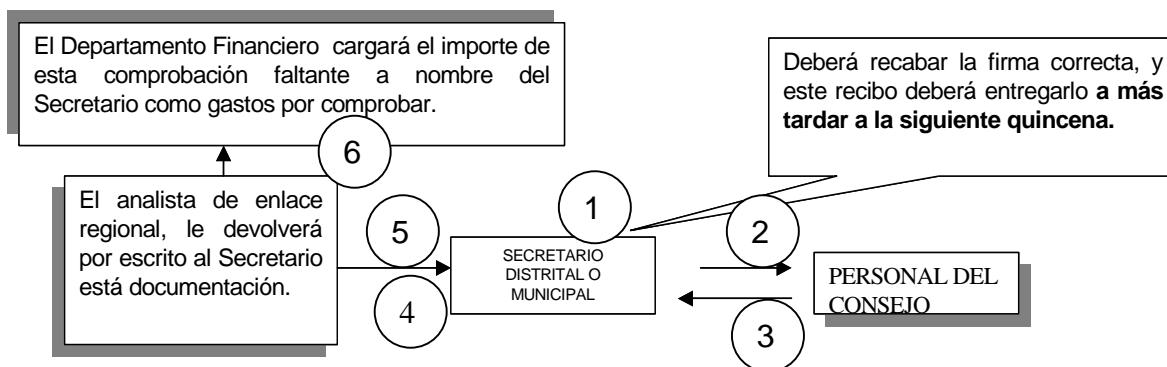 El Departamento Financiero cargará el importe de
esta comprobación faltante a nombre del
Secretario como gastos por comprobar.
Deberá recabar la firma correcta, y
este recibo deberá entregarlo a más
tardar a la siguiente quincena.
6
El analista de enlace
regional, le devolverá
por escrito al Secretario
está documentación.
5
4
1
SECRETARIO
DISTRITAL O
MUNICIPAL
2
3
PERSONAL DEL
CONSEJO